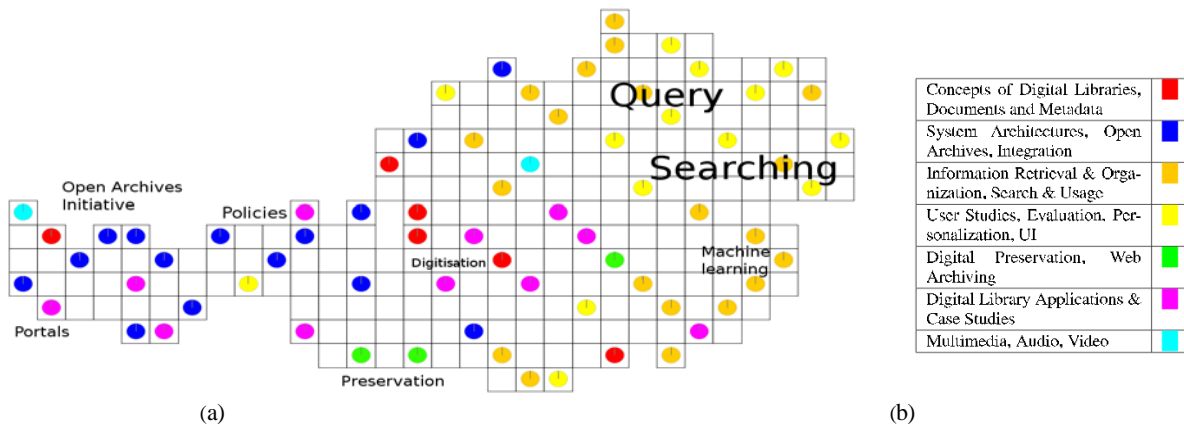 Query
Searching
Open Archives
Initiative
Policies
Digitisation
Machine
learning
Portals
Preservation
(a)
Concepts of Digital Libraries,
Documents and Metadata
System Architectures, Open
Archives, Integration
Information Retrieval & Orga-
nization, Search & Usage
User Studies, Evaluation, Per-
sonalization, UI
Digital Preservation, Web
Archiving
Digital Library Applications &
Case Studies
Multimedia, Audio, Video
(b)